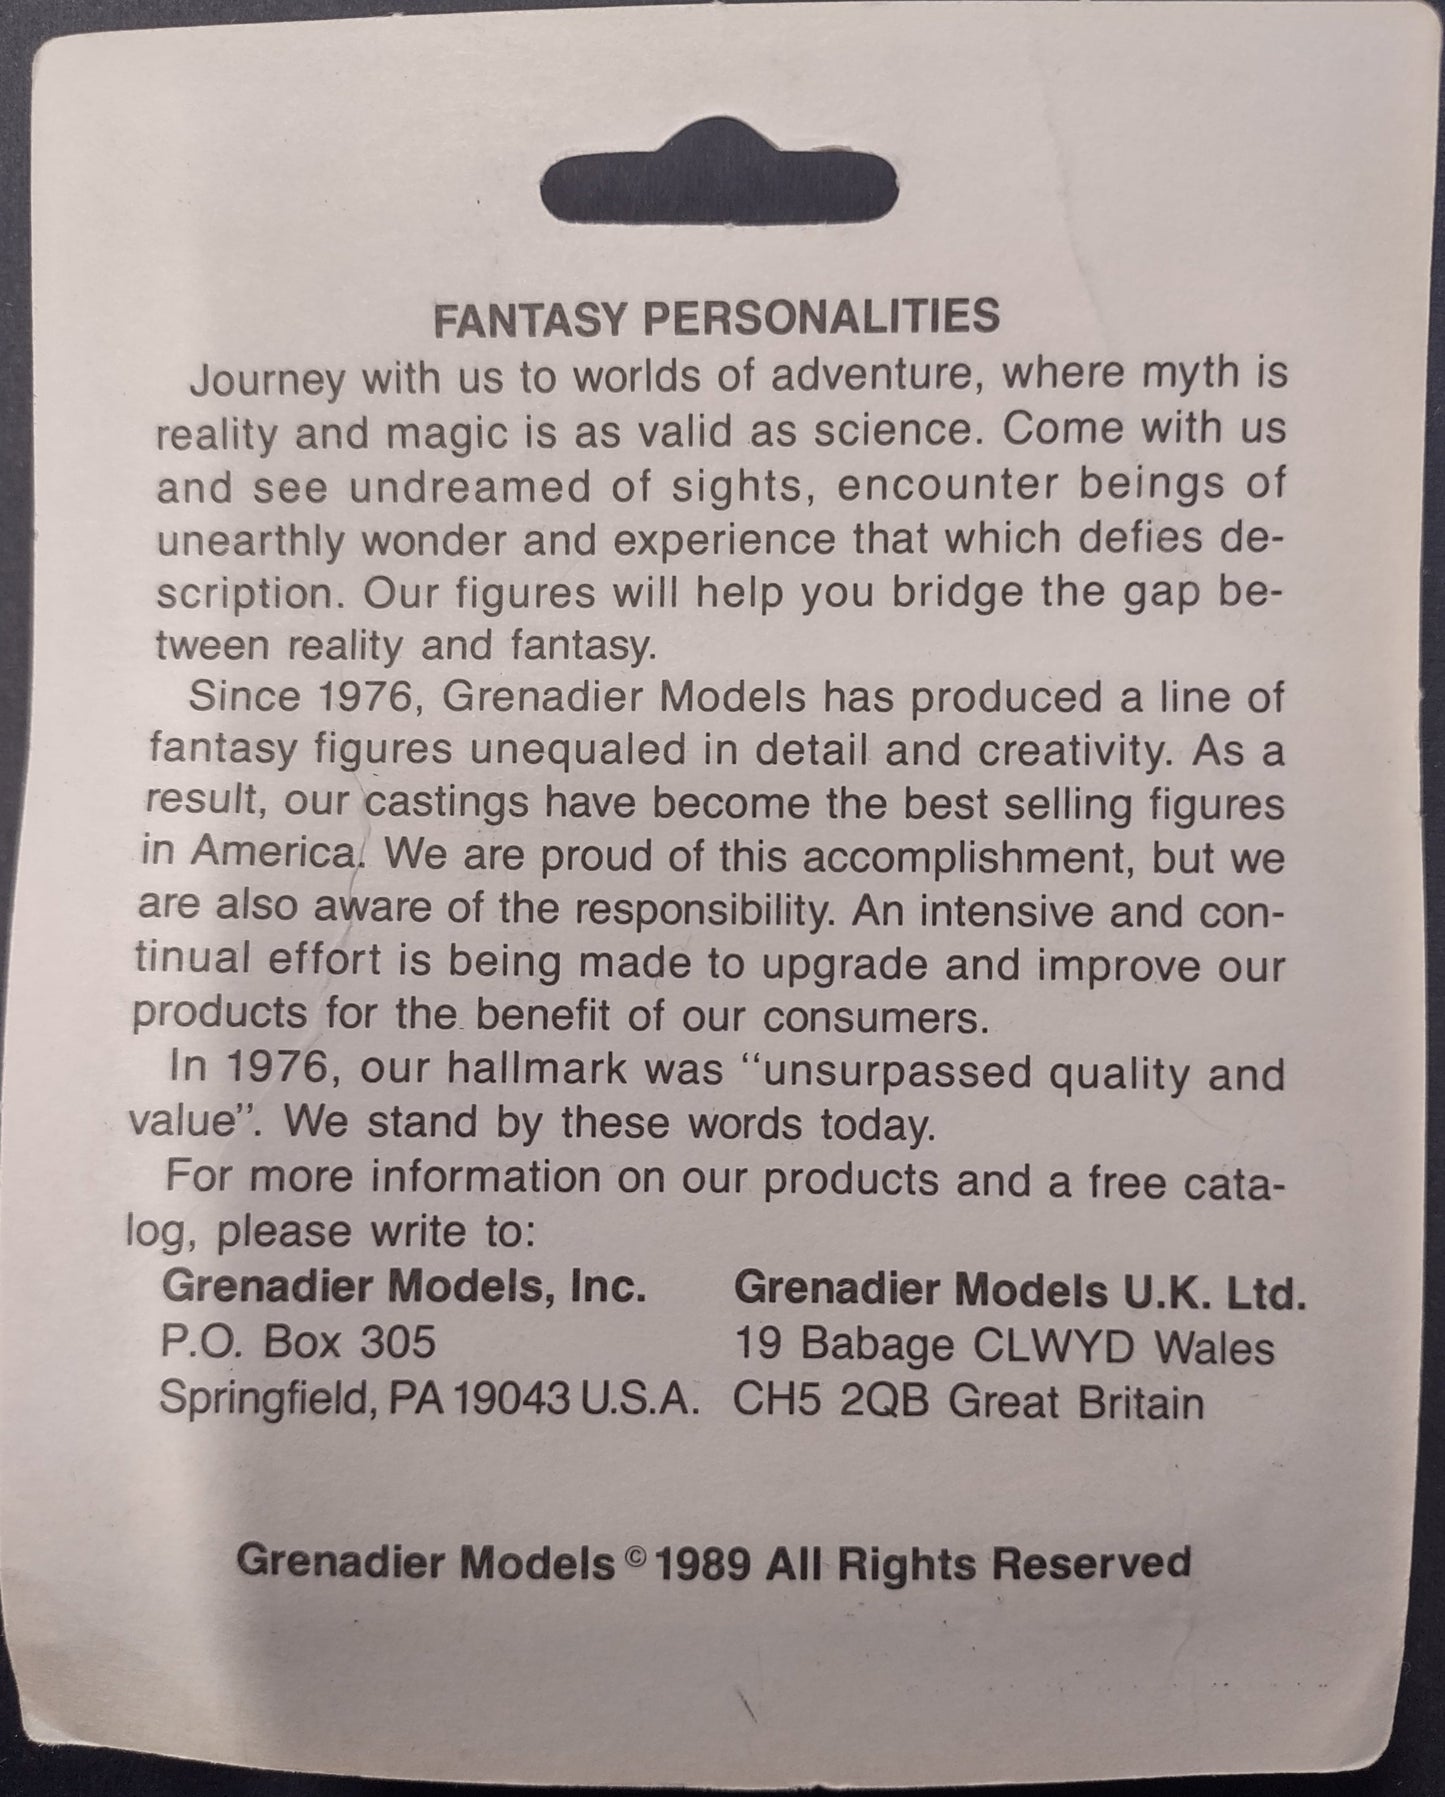 FANTASY PERSONALITIES
Journey with us to worlds of adventure, where myth is
reality and magic is as valid as science. Come with us
and see undreamed of sights, encounter beings of
unearthly wonder and experience that which defies de-
scription. Our figures will help you bridge the gap be-
tween reality and fantasy.
Since 1976, Grenadier Models has produced a line of
fantasy figures unequaled in detail and creativity. As a
result, our castings have become the best selling figures
in America. We are proud of this accomplishment, but we
are also aware of the responsibility. An intensive and con-
tinual effort is being made to upgrade and improve our
products for the benefit of our consumers.
In 1976, our hallmark was “unsurpassed quality and
value”. We stand by these words today.
For more information on our products and a free cata-
log, please write to:
Grenadier Models, Inc. Grenadier Models U.K. Ltd.
P.O. Box 305 19 Babage CLWYD Wales
Springfield, PA 19043 U.S.A. CH5 2QB Great Britain
Grenadier Models © 1989 All Rights Reserved